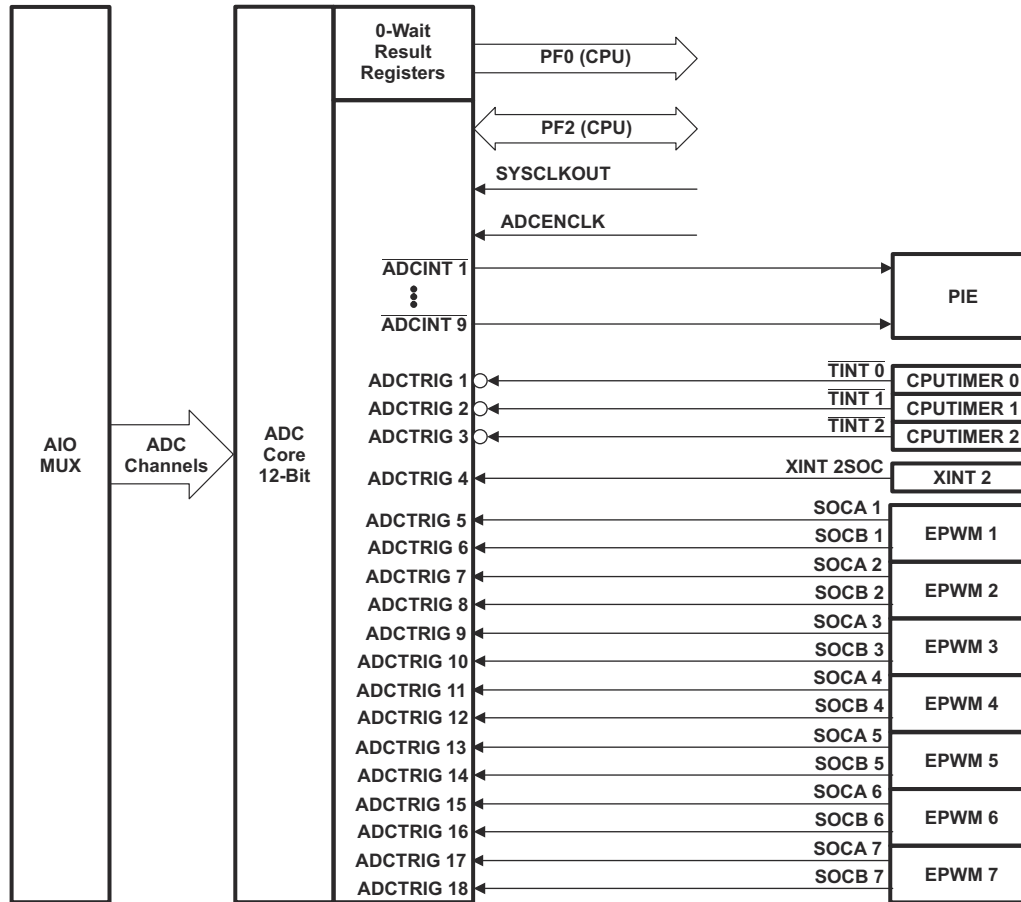 0-Wait
Result
Registers
PF0 (CPU)
PF2 (CPU)
SYSCLKOUT
ADCENCLK
ADCINT 1
ADCINT 9
PIE
AIO
MUX
ADC
Channels
ADC
Core
12-Bit
ADCTRIG 1
TINT 0
CPUTIMER 0
ADCTRIG 2
TINT 1
CPUTIMER 1
ADCTRIG 3
TINT 2
CPUTIMER 2
ADCTRIG 4
XINT 2SOC
XINT 2
ADCTRIG 5
SOCA 1
ADCTRIG 6
SOCB 1
EPWM 1
ADCTRIG 7
SOCA 2
ADCTRIG 8
SOCB 2
EPWM 2
ADCTRIG 9
SOCA 3
ADCTRIG 10
SOCB 3
EPWM 3
ADCTRIG 11
SOCA 4
ADCTRIG 12
SOCB 4
EPWM 4
ADCTRIG 13
SOCA 5
ADCTRIG 14
SOCB 5
EPWM 5
ADCTRIG 15
SOCA 6
ADCTRIG 16
SOCB 6
EPWM 6
ADCTRIG 17
SOCA 7
ADCTRIG 18
SOCB 7
EPWM 7